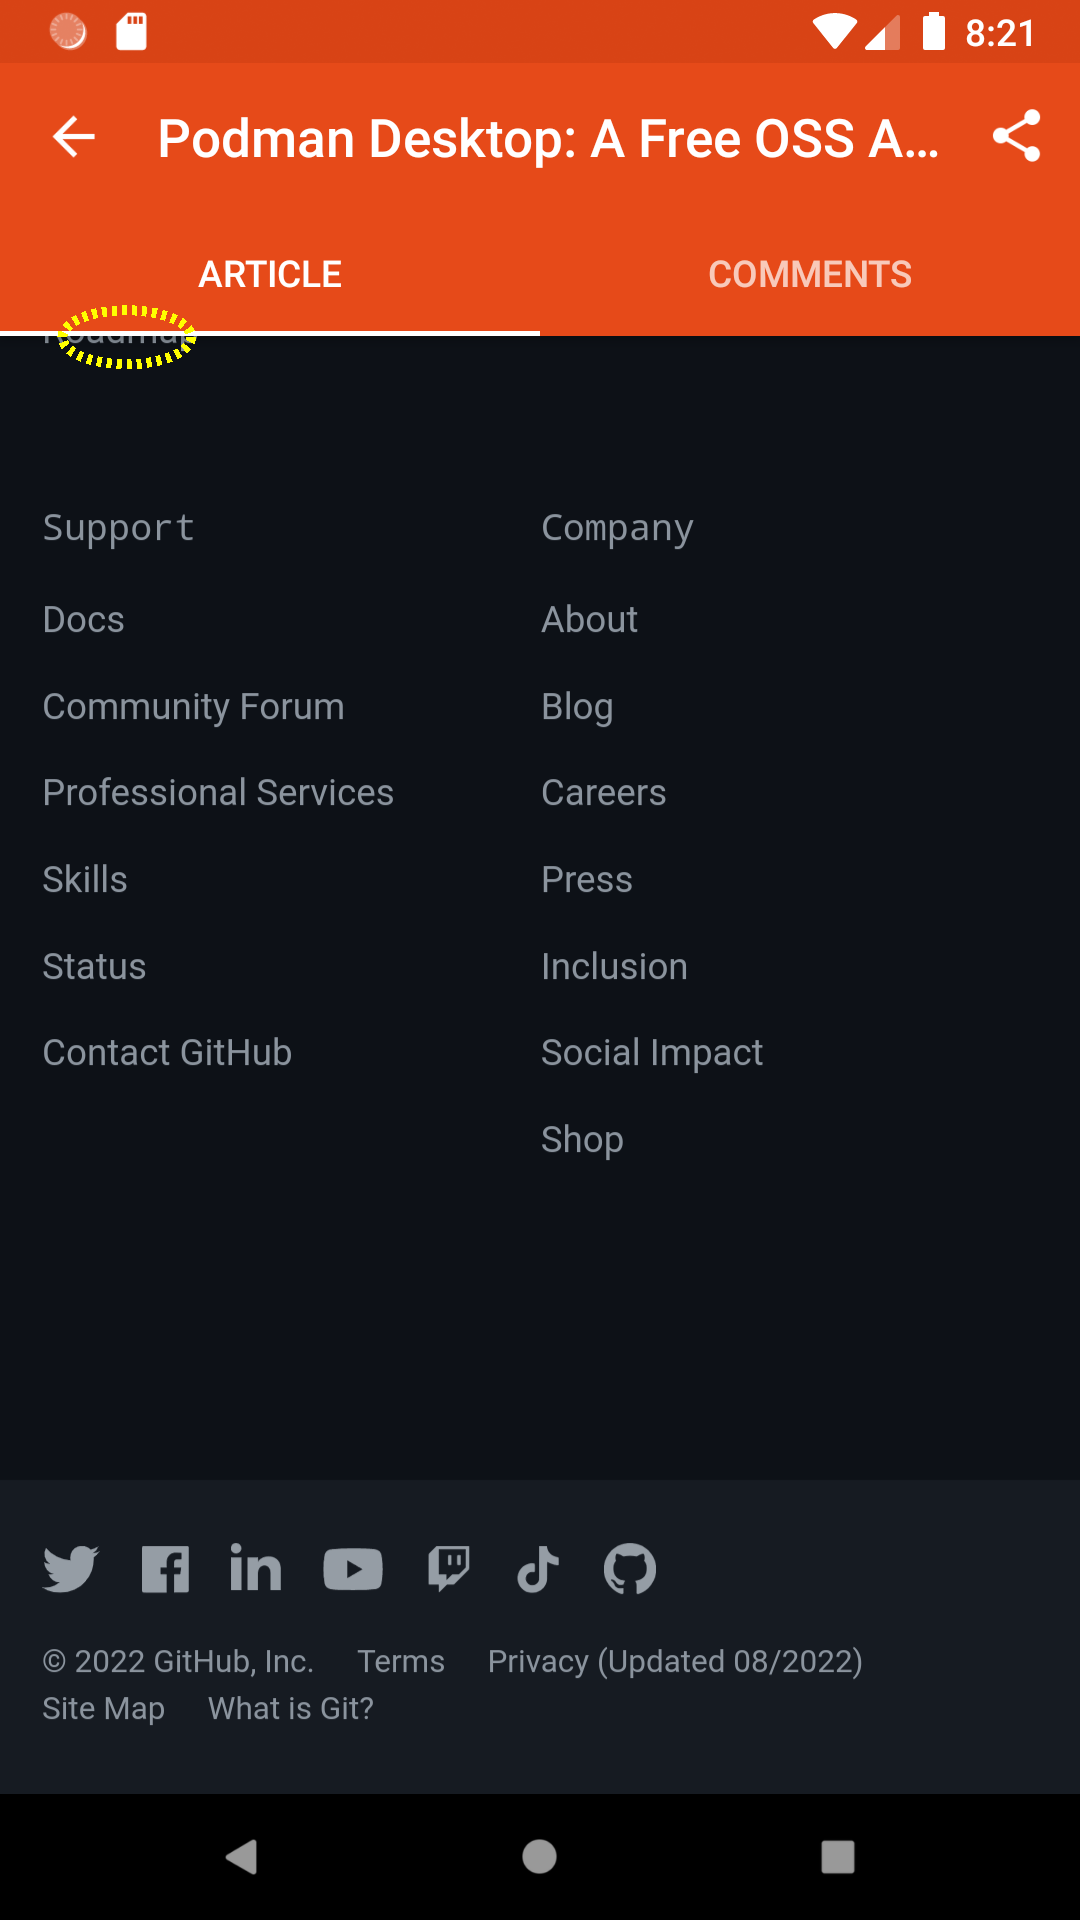 8:21
Podman Desktop: A Free OSS A...
ARTICLE
COMMENTS
Roadmap
Support
Company
Docs
About
Community Forum
Blog
Professional Services
Careers
Skills
Press
Status
Inclusion
Contact GitHub
Social Impact
Shop
© 2022 GitHub, Inc. Terms Privacy (Updated 08/2022)
Site Map What is Git?